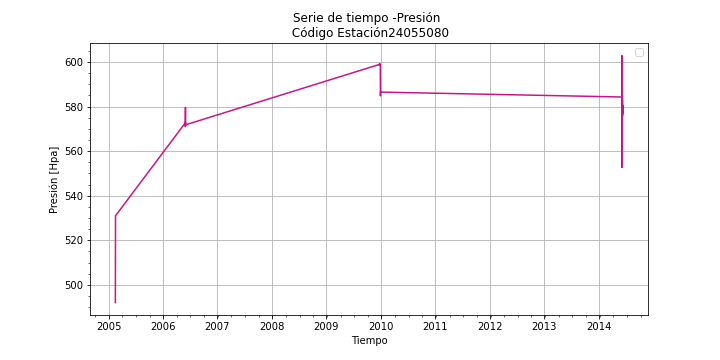 Serie de tiempo -Presión
Código Estación24055080
Presión [Hpa]
600
580
560
540
520
500
2005 2006 2007 2008 2009 2010 2011 2012 2013 2014
Tiempo